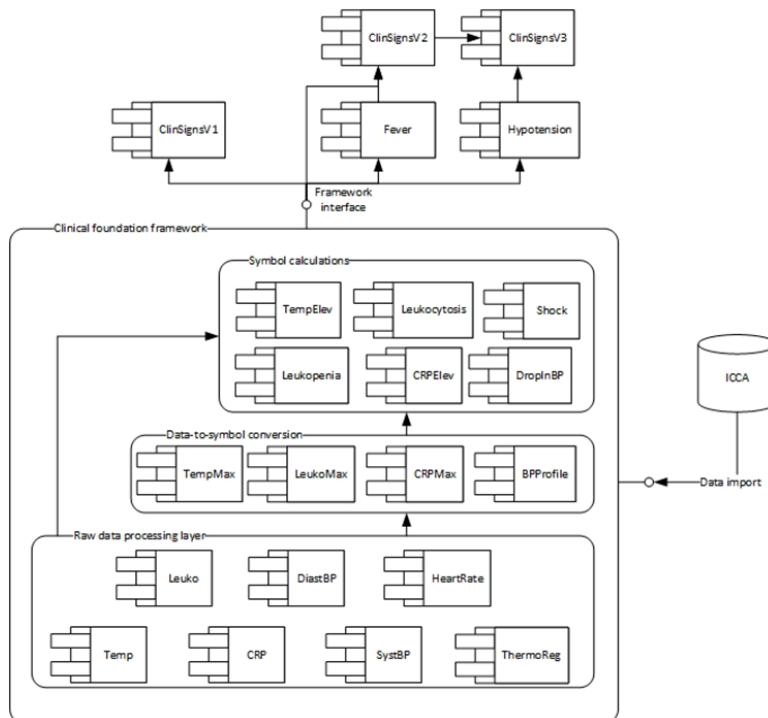 ClinSignsV2
ClinSignsV3
ClinSignsV1
Fever
Hypotension
Framework
interface
Clinical foundation framework
Symbol calculations
TempElev
Leukocytosis
Shock
Leukopenia
CRPElev
DropInBP
ICCA
Data-to-symbol conversion
TempMax
LeukoMax
CRPMax
BPProfile
Data import
Raw data processing layer
Leuko
DiastBP
HeartRate
Temp
CRP
SystBP
ThermoReg